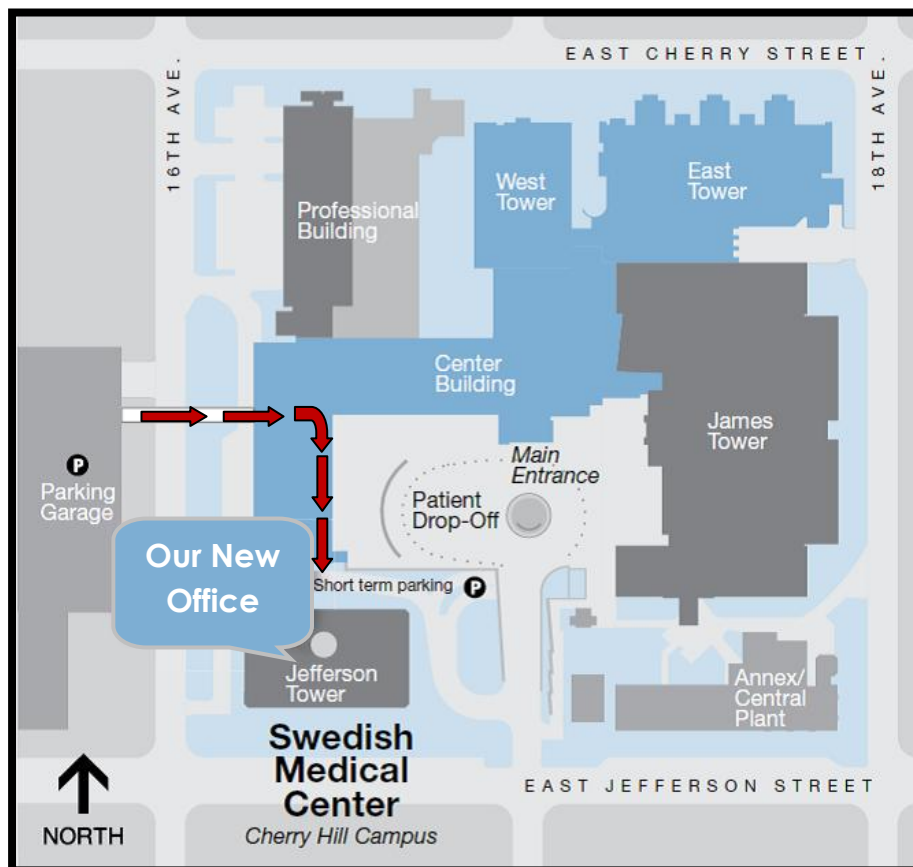 EAST CHERRY STREET
16TH AVE.
18TH AVE.
West
Tower
East
Tower
Professional
Building
Center
Building
James
Tower
Main
Entrance
P
Parking
Garage
Patient
Drop-Off
Our New
Office
Short term parking P
Jefferson
Tower
Annex/
Central
Plant
Swedish
Medical
Center
Cherry Hill Campus
EAST JEFFERSON STREET
NORTH